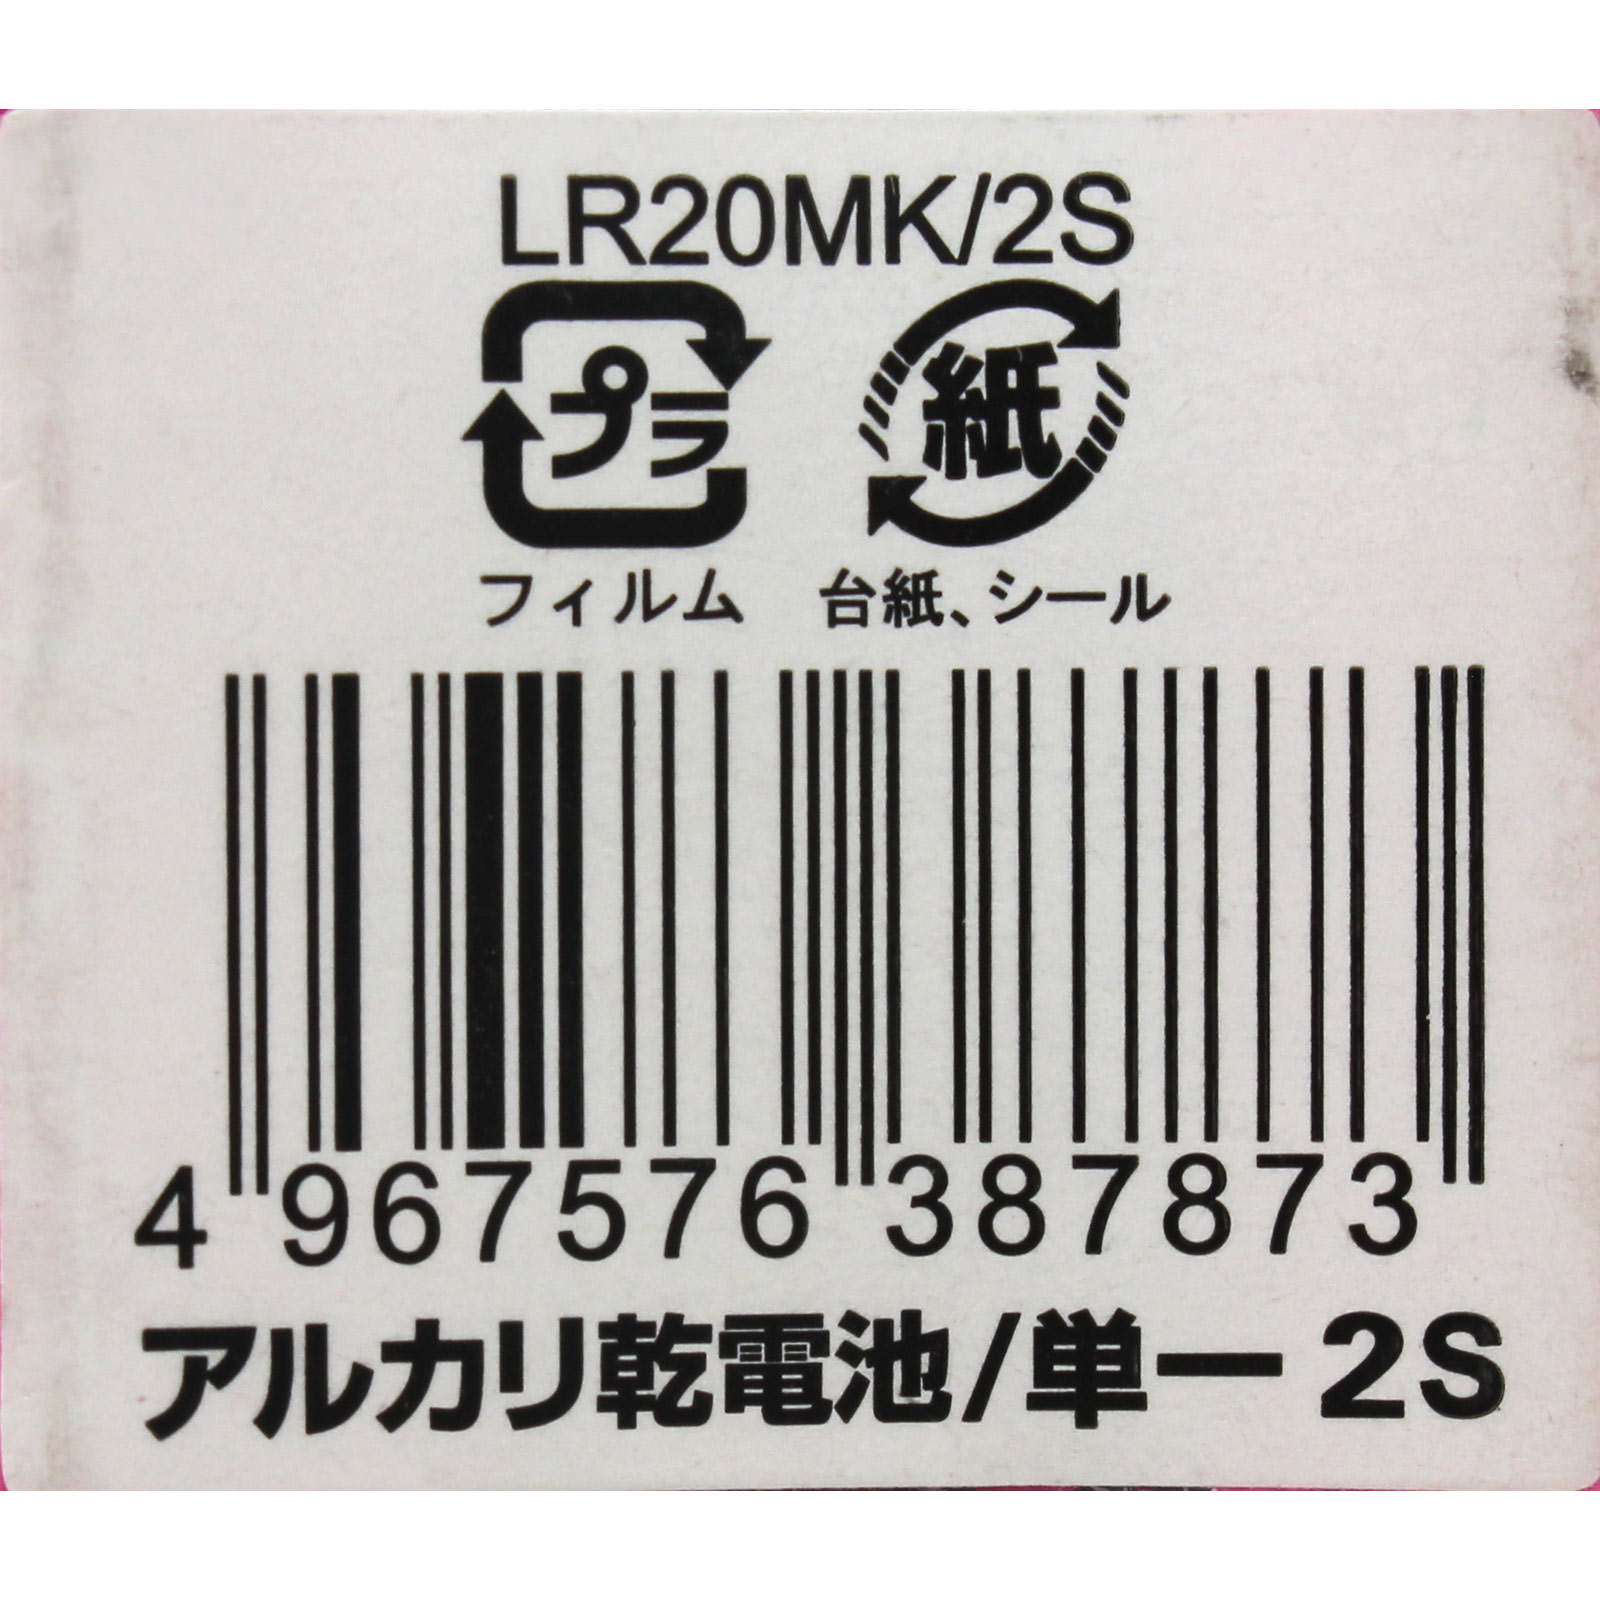 LR20MK/2S
プラ 紙
フィルム 台紙、シール
4 967576 387873
アルカリ乾電池/単一 2S